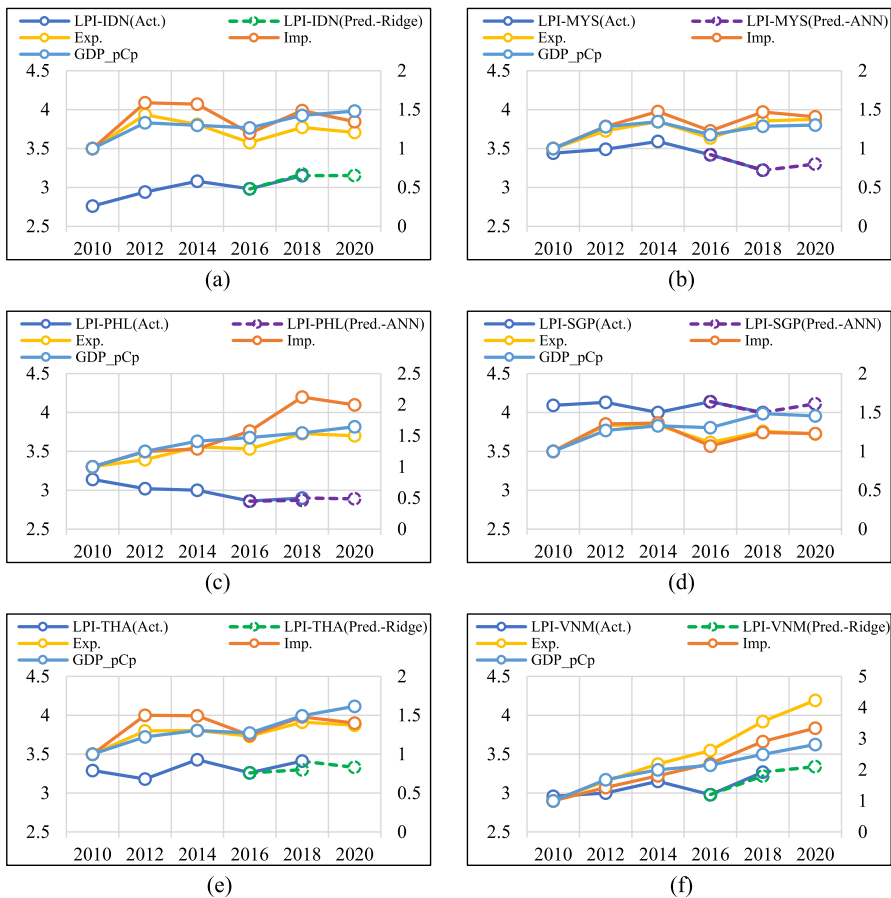 LPI-IDN(Act.) LPI-IDN(Pred.-Ridge)
Exp. Imp.
GDP_pCp
4.5 2
4 1.5
3.5 1
3 0.5
2.5 0
2010 2012 2014 2016 2018 2020
(a)
LPI-MYS(Act.) LPI-MYS(Pred.-ANN)
Exp. Imp.
GDP_pCp
4.5 2
4 1.5
3.5 1
3 0.5
2.5 0
2010 2012 2014 2016 2018 2020
(b)
LPI-PHL(Act.) LPI-PHL(Pred.-ANN)
Exp. Imp.
GDP_pCp
4.5 2.5
2
4
1.5
3.5
1
3 0.5
2.5 0
2010 2012 2014 2016 2018 2020
(c)
LPI-SGP(Act.) LPI-SGP(Pred.-ANN)
Exp. Imp.
GDP_pCp
4.5 2
4 1.5
3.5 1
3 0.5
2.5 0
2010 2012 2014 2016 2018 2020
(d)
LPI-THA(Act.) LPI-THA(Pred.-Ridge)
Exp. Imp.
GDP_pCp
4.5 2
4 1.5
3.5 1
3 0.5
2.5 0
2010 2012 2014 2016 2018 2020
(e)
LPI-VNM(Act.) LPI-VNM(Pred.-Ridge)
Exp. Imp.
GDP_pCp
4.5 5
4
4
3
3.5
2
3 1
2.5 0
2010 2012 2014 2016 2018 2020
(f)